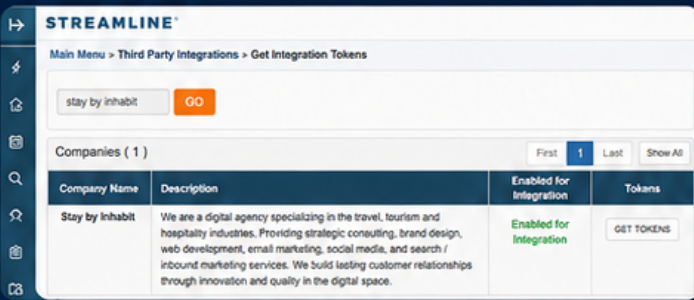 STREAMLINE®
Main Menu > Third Party Integrations > Get Integration Tokens
stay by inhabit
GO
Companies ( 1 )
First 1 Last Show All
Company Name Description Enabled for Integration Tokens
Stay by Inhabit
We are a digital agency specializing in the travel, tourism and
hospitality industries. Providing strategic consulting, brand design,
web development, email marketing, social media, and search /
inbound marketing services. We build lasting customer relationships
through innovation and quality in the digital space.
Enabled for
Integration
GET TOKENS